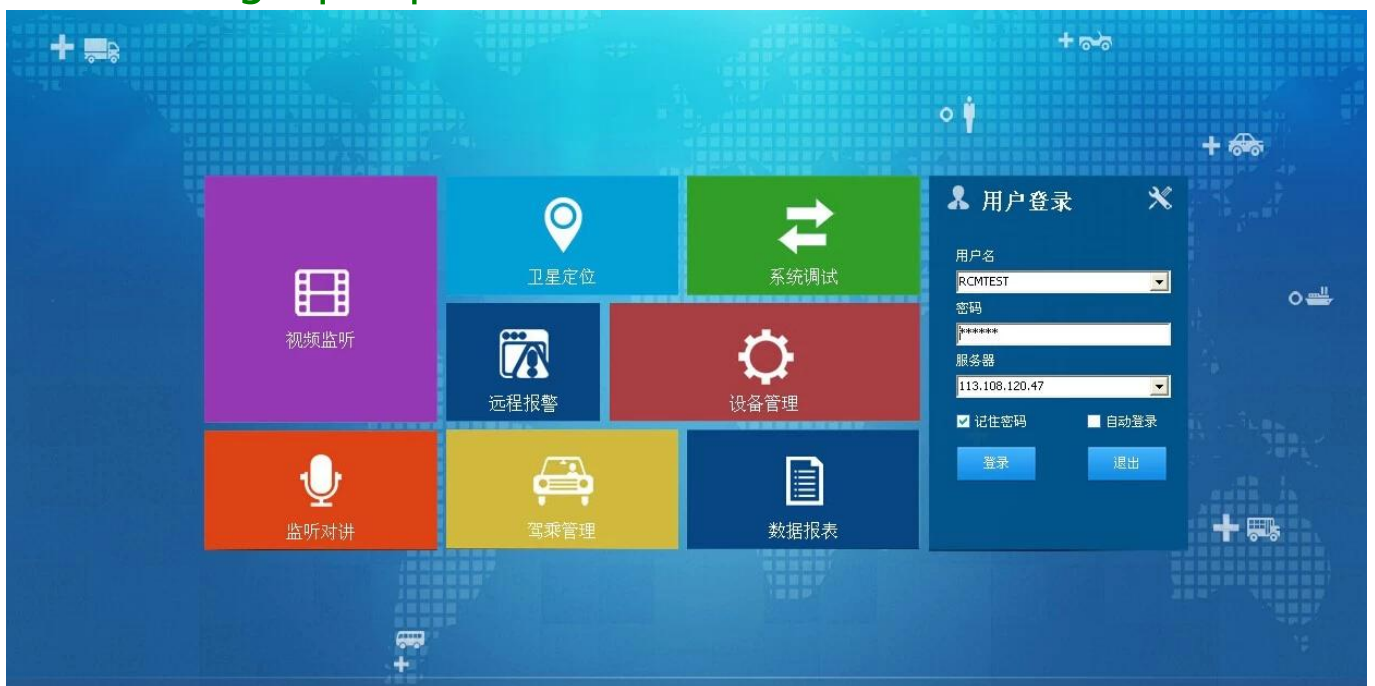 视频监听
卫星定位
系统调试
远程报警
设备管理
监听对讲
驾乘管理
数据报表
用户登录
用户名
RCMTEST
密码
******
服务器
113.108.120.47
记住密码
自动登录
登录
退出